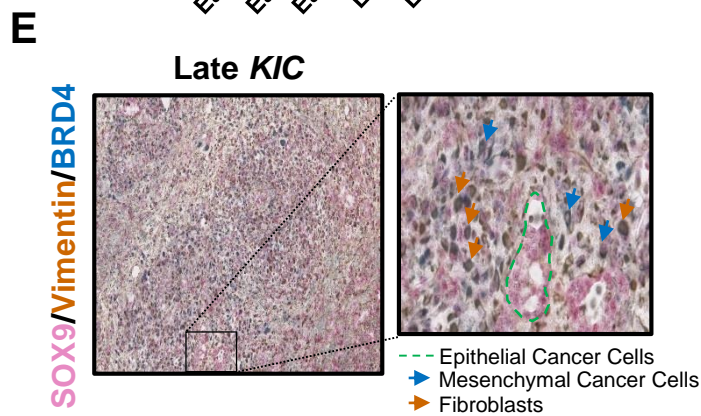 E
Late KIC
SOX9/Vimentin/BRD4
Epithelial Cancer Cells
Mesenchymal Cancer Cells
Fibroblasts